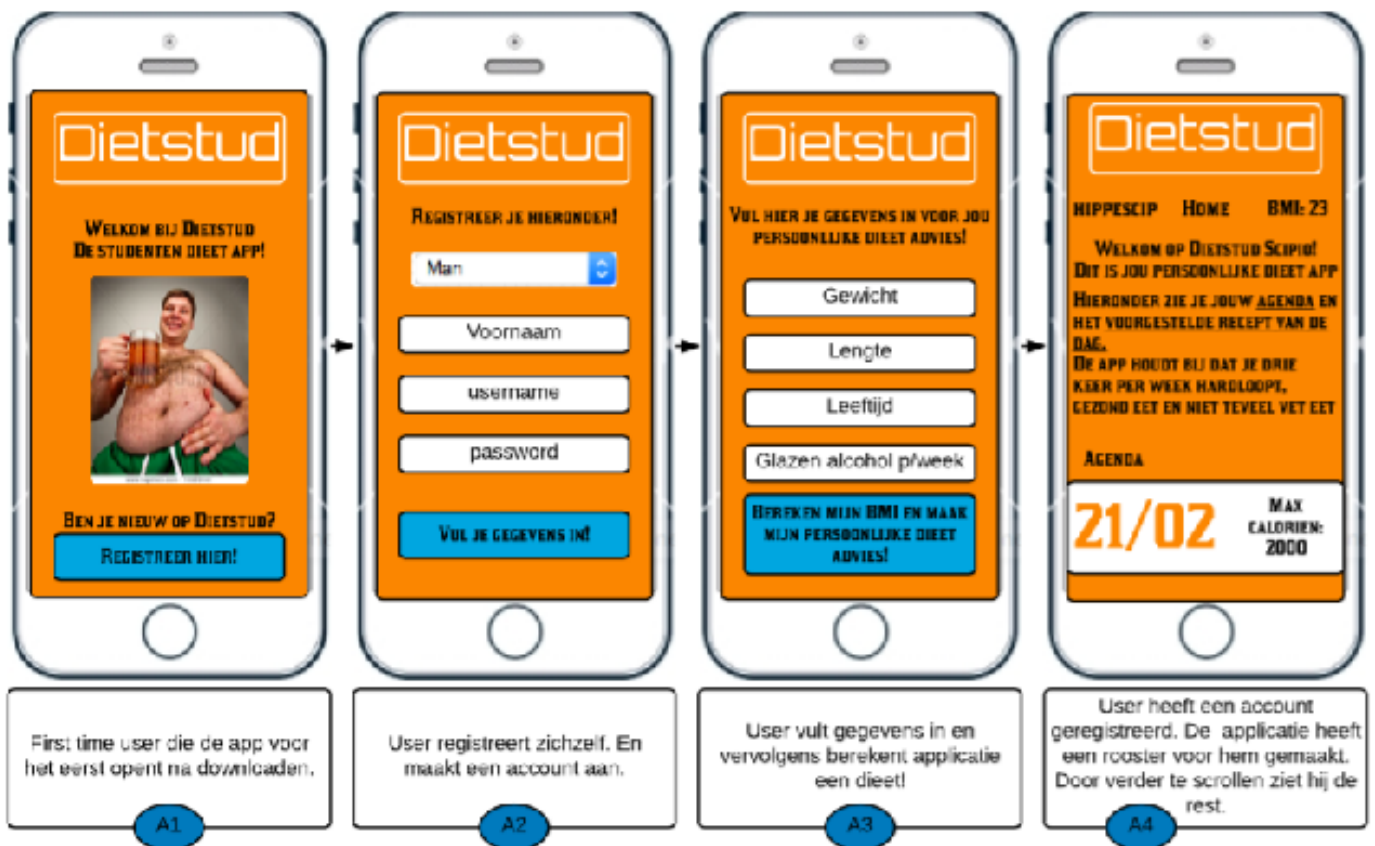 Dietstud
WELKOM BIJ DIETSTUD
DE STUDENTEN DIEET APP!
BEN JE NIEUW OP DIETSTUD?
REGISTREER HIER!
First time user die de app voor
het eerst opent na downloaden.
A1
Dietstud
REGISTREER JE HIERONDER!
Man
Voornaam
username
password
VUL JE GEGEVENS IN!
User registreert zichzelf. En
maakt een account aan.
A2
Dietstud
VUL HIER JE GEGEVENS IN VOOR JOU
PERSOONLIJKE DIEET ADVIES!
Gewicht
Lengte
Leeftijd
Glazen alcohol p/week
BEREKEN MIJN BMI EN MAAK
MIJN PERSOONLIJKE DIEET
ADVIES!
User vult gegevens in en
vervolgens berekent applicatie
een dieet!
A3
Dietstud
HIPPESCIP HOME BMI: 23
WELKOM OP DIETSTUD SCIPIO!
DIT IS JOU PERSOONLIJKE DIEET APP
HIERONDER ZIE JE JOUW AGENDA EN
HET VOORGESTELDE RECEPT VAN DE
DAG.
DE APP HOUDT BIJ DAT JE DRIE
KEER PER WEEK HARDLOOPT,
GEZOND EET EN NIET TEVEEL VET EET
AGENDA
21/02
MAX
CALORIEN:
2000
User heeft een account
geregistreerd. De applicatie heeft
een rooster voor hem gemaakt.
Door verder te scrollen ziet hij de
rest.
A4